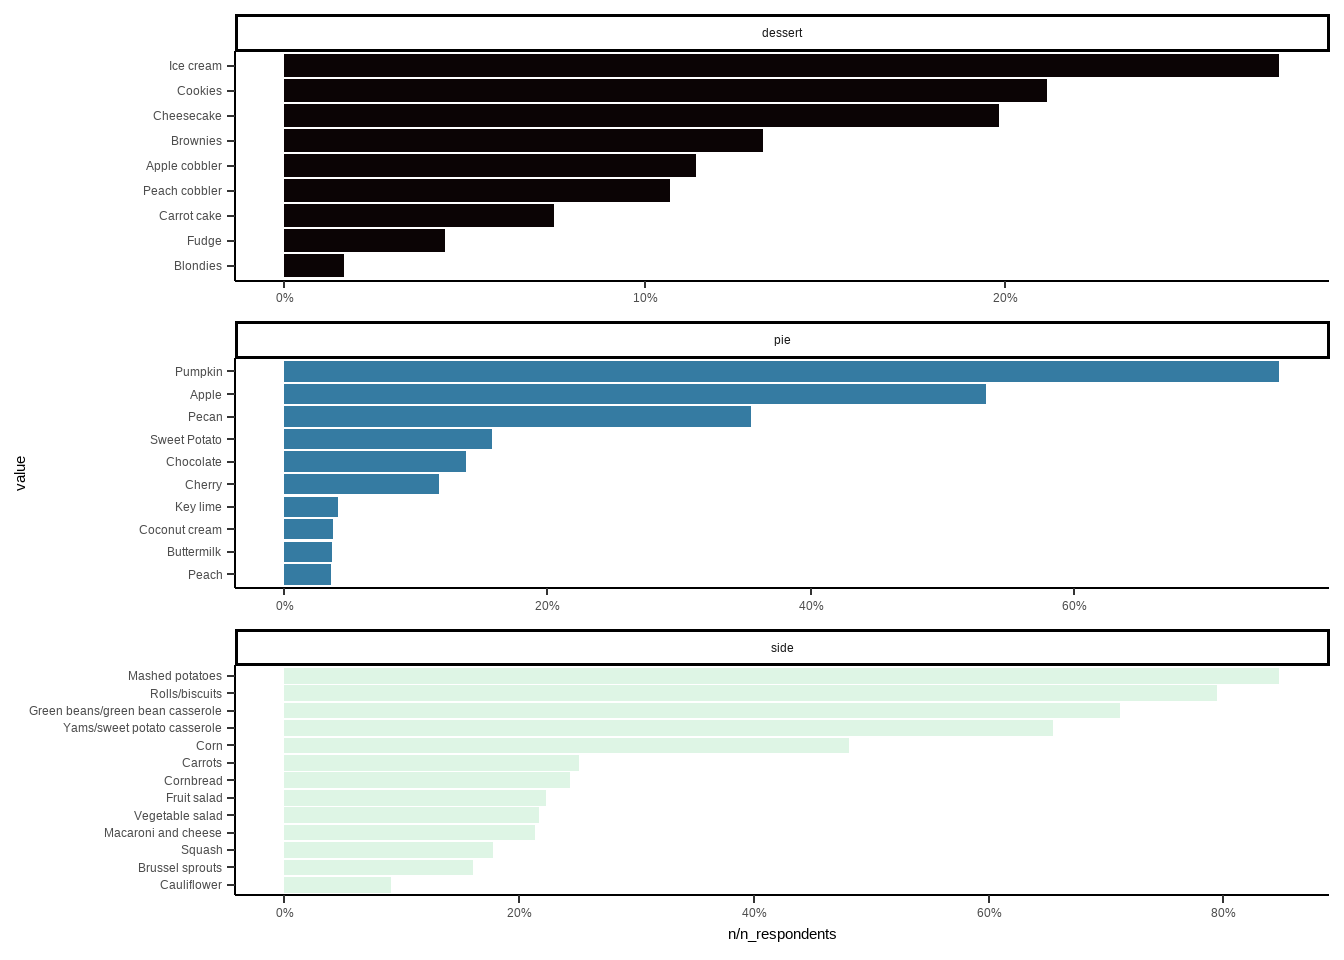 dessert
Ice cream
Cookies
Cheesecake
Brownies
Apple cobbler
Peach cobbler
Carrot cake
Fudge
Blondies
0% 10% 20%
pie
Pumpkin
Apple
Pecan
Sweet Potato
Chocolate
Cherry
Key lime
Coconut cream
Buttermilk
Peach
0% 20% 40% 60%
value
side
Mashed potatoes
Rolls/biscuits
Green beans/green bean casserole
Yams/sweet potato casserole
Corn
Carrots
Cornbread
Fruit salad
Vegetable salad
Macaroni and cheese
Squash
Brussel sprouts
Cauliflower
0% 20% 40% 60% 80%
n/n_respondents